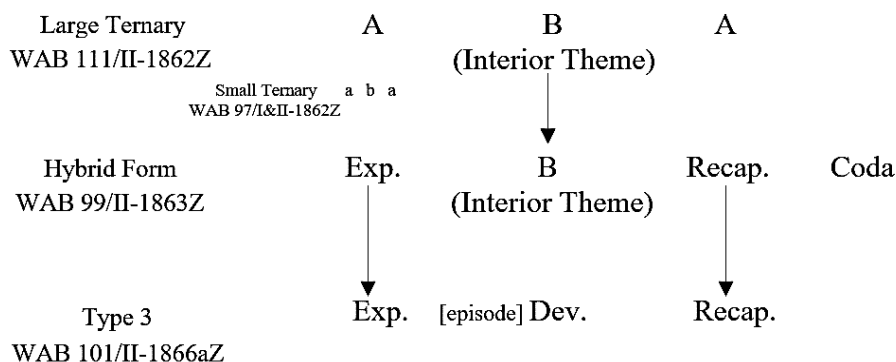 Large Ternary A B A
WAB 111/II-1862Z (Interior Theme)
Small Ternary a b a
WAB 97/I&II-1862Z
Hybrid Form Exp. B Recap. Coda
WAB 99/II-1863Z (Interior Theme)
Type 3 Exp. [episode] Dev. Recap.
WAB 101/II-1866aZ